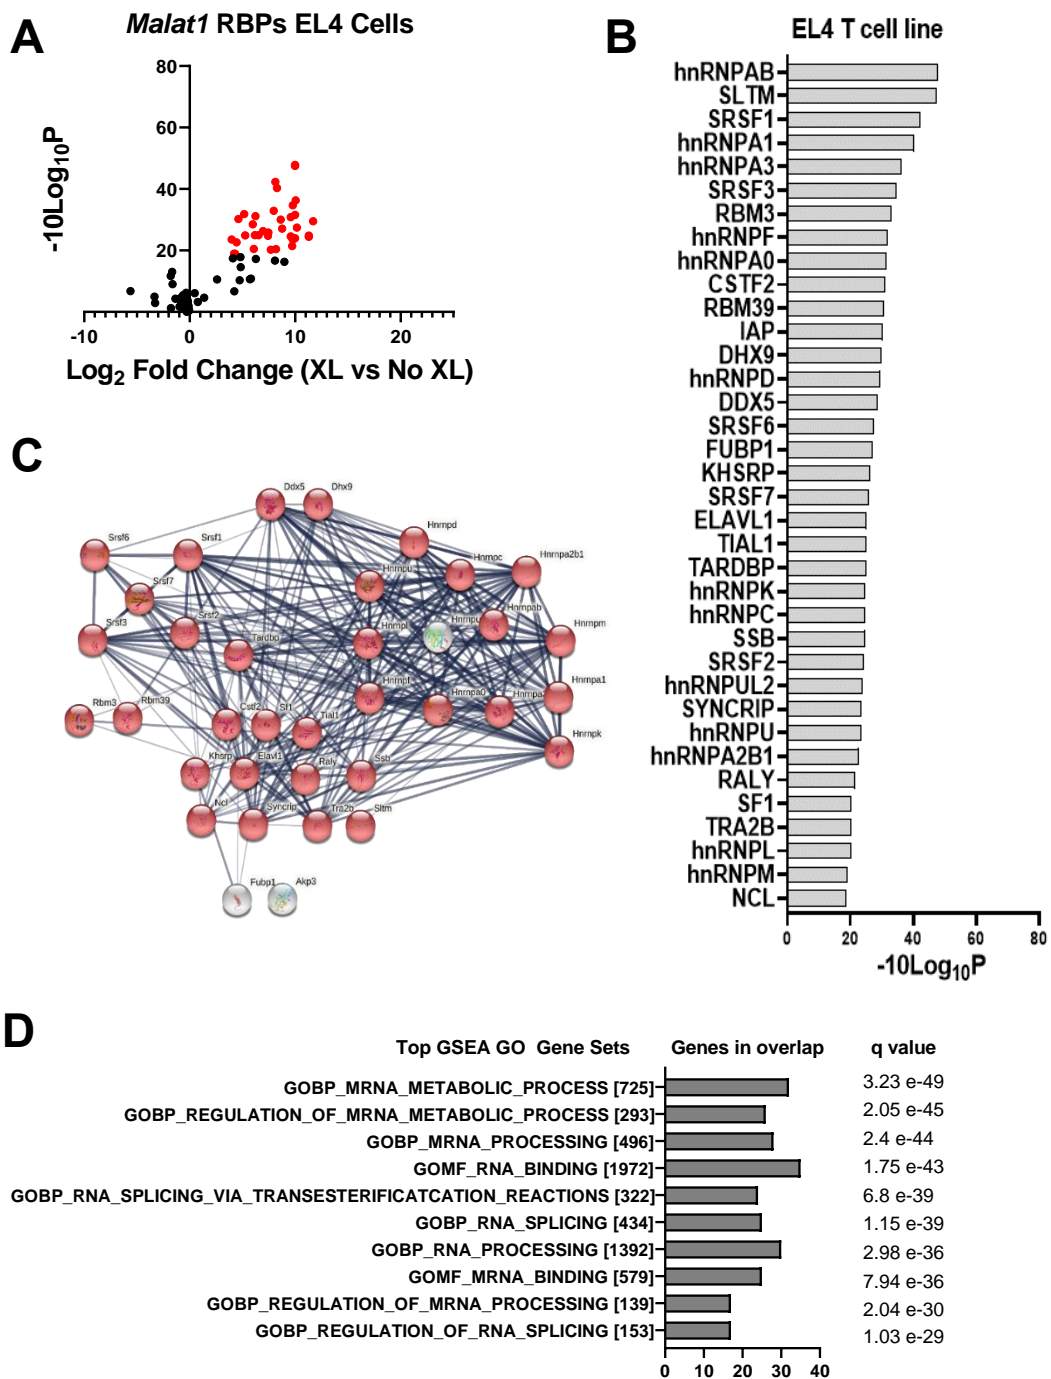 A
Malat1 RBPs EL4 Cells
80
60
40
20
-10Log10P
-10
0
10
20
Log2 Fold Change (XL vs No XL)
B
EL4 T cell line
hnRNPAB
SLTM
SRSF1
hnRNPA1
hnRNPA3
SRSF3
RBM3
hnRNPF
hnRNPA0
CSTF2
RBM39
IAP
DHX9
hnRNPD
DDX5
SRSF6
FUBP1
KHSRP
SRSF7
ELAVL1
TIAL1
TARDBP
hnRNPK
hnRNPC
SSB
SRSF2
hnRNPUL2
SYNCRIP
hnRNPU
hnRNPA2B1
RALY
SF1
TRA2B
hnRNPL
hnRNPM
NCL
0 20 40 60 80
-10Log10P
C
Ddx5
Dhx9
Srsf6
Srsf1
Hnrnpd
Hnrnpc
Hnrnpa2b1
Hnrnpu
Srsf7
Srsf2
Srsf3
Tardbp
Hnrnpl
Hnrnpab
Hnrnpm
Hnrnpf
Hnrnpa0
Hnrnpa1
Rbm3
Rbm39
Cstf2
Sf1
Tial1
Hnrnpk
Khsrp
Elavl1
Raly
Ssb
Ncl
Syncrip
Tra2b
Sltm
Fubp1
Akp3
D
Top GSEA GO Gene Sets Genes in overlap q value
GOBP_MRNA_METABOLIC_PROCESS [725] 3.23 e-49
GOBP_REGULATION_OF_MRNA_METABOLIC_PROCESS [293] 2.05 e-45
GOBP_MRNA_PROCESSING [496] 2.4 e-44
GOMF_RNA_BINDING [1972] 1.75 e-43
GOBP_RNA_SPLICING_VIA_TRANSESTERIFICATCATION_REACTIONS [322] 6.8 e-39
GOBP_RNA_SPLICING [434] 1.15 e-39
GOBP_RNA_PROCESSING [1392] 2.98 e-36
GOMF_MRNA_BINDING [579] 7.94 e-36
GOBP_REGULATION_OF_MRNA_PROCESSING [139] 2.04 e-30
GOBP_REGULATION_OF_RNA_SPLICING [153] 1.03 e-29
0 10 20 30 40